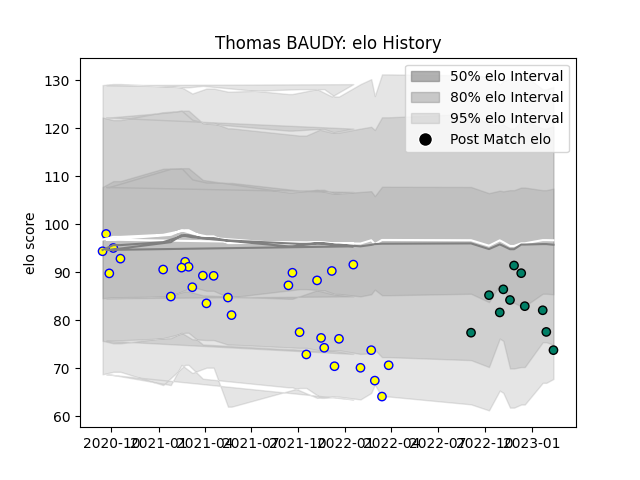 Thomas BAUDY: elo History
50% elo Interval
80% elo Interval
95% elo Interval
Post Match elo
elo score
130
120
110
100
90
80
70
60
2020-10 2021-01 2021-04 2021-07 2021-10 2022-01 2022-04 2022-07 2022-10 2023-01